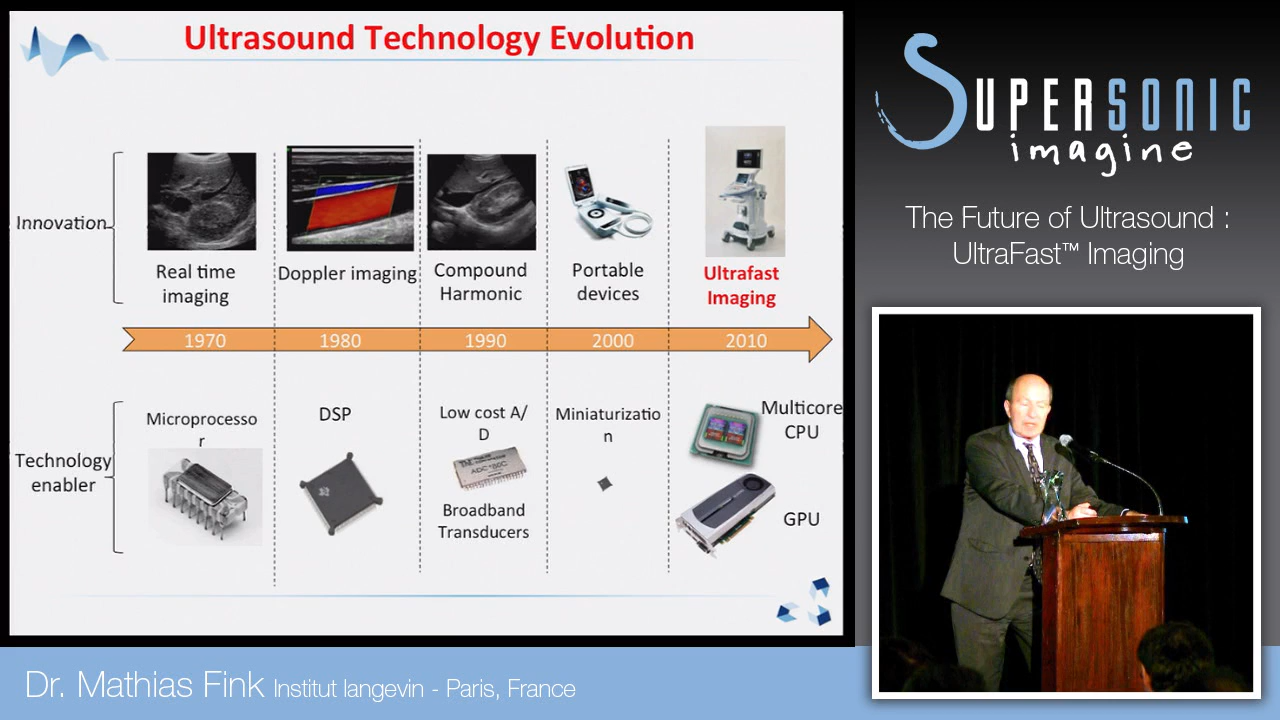 Ultrasound Technology Evolution
Innovation
Real time
imaging
Doppler imaging
Compound
Harmonic
Portable
devices
Ultrafast
Imaging
1970
1980
1990
2000
2010
Technology
enabler
Microprocesso
r
DSP
Low cost A/
D
Broadband
Transducers
Miniaturizatio
n
Multicore
CPU
GPU
SUPERSONIC
imagine
The Future of Ultrasound :
UltraFast™ Imaging
Dr. Mathias Fink Institut langevin - Paris, France